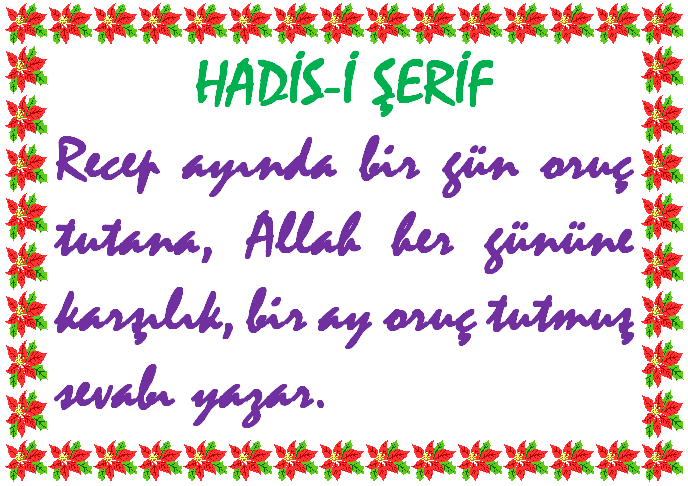 HADİS-İ ŞERİF
Recep ayında bir gün oruç
tutana, Allah her gününe
karşılık, bir ay oruç tutmuş
sevabı yazar.